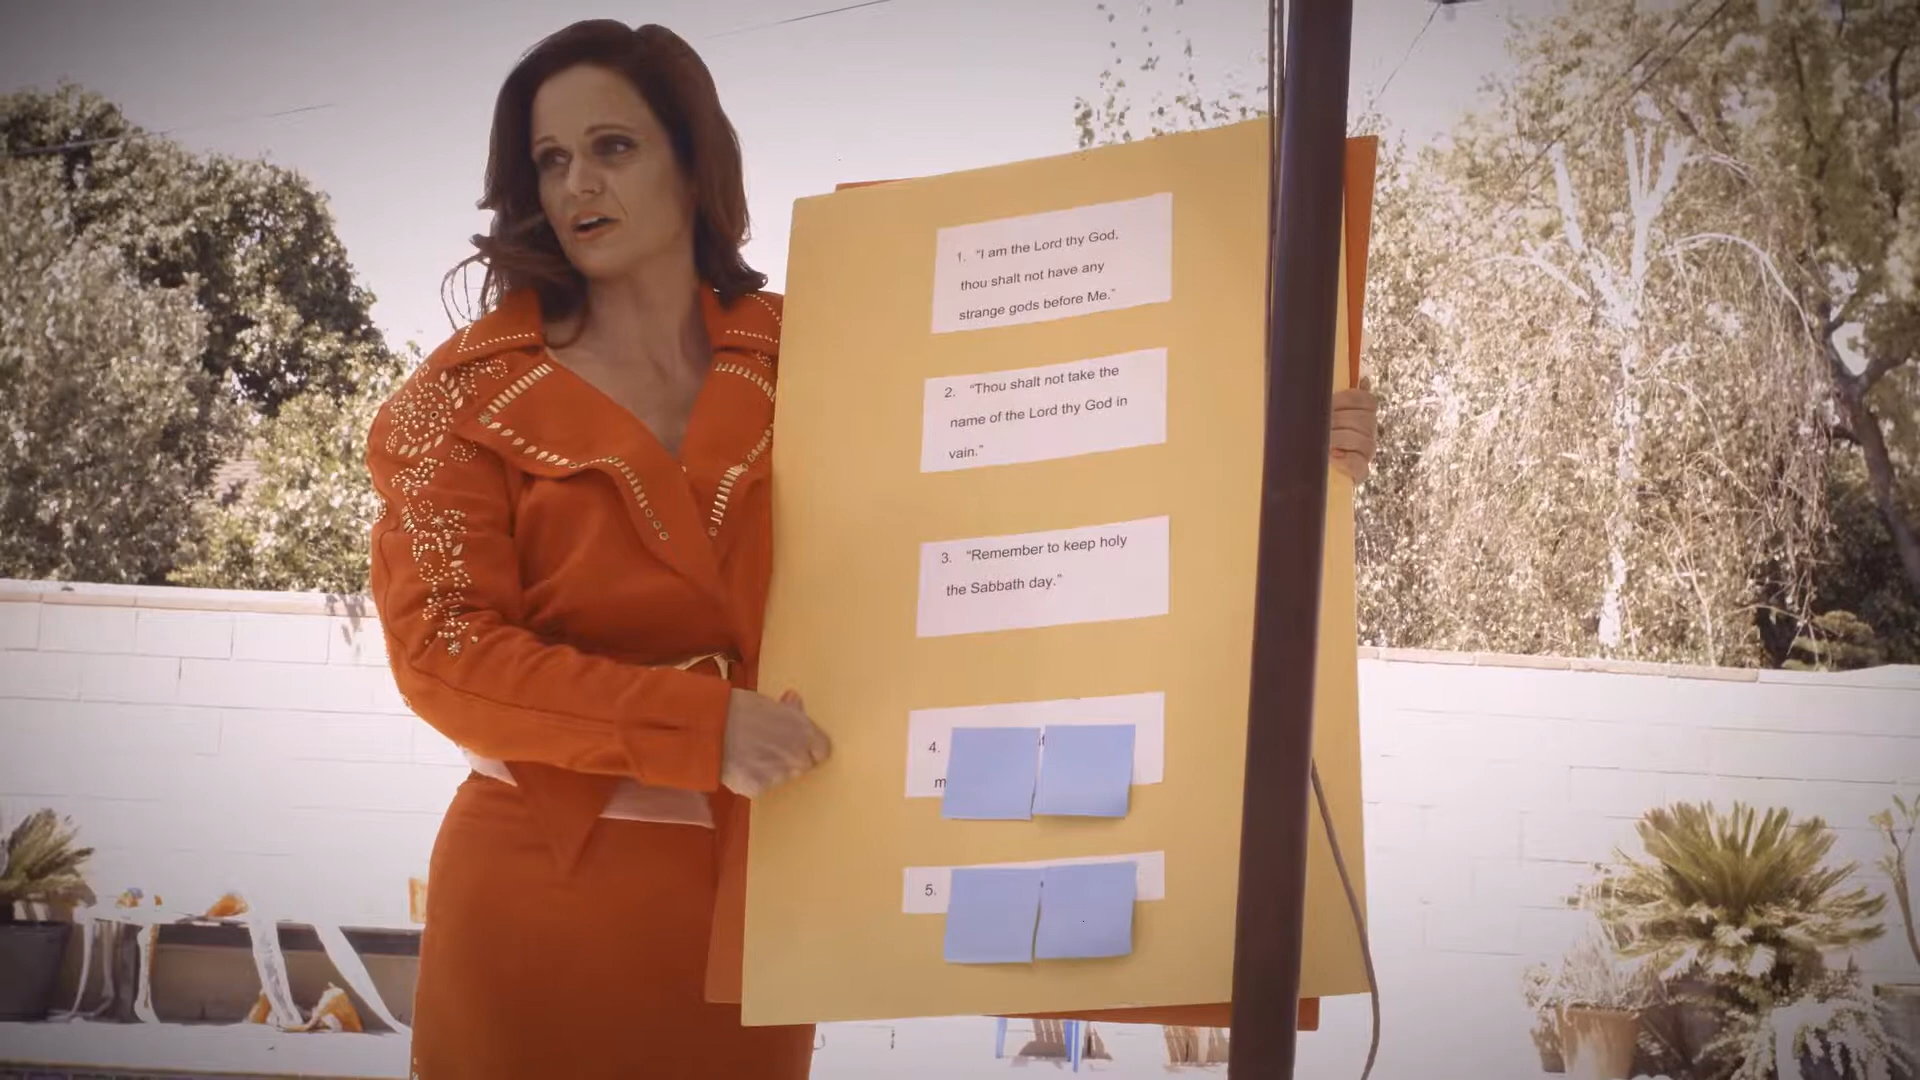 1. “I am the Lord thy God,
thou shalt not have any
strange gods before Me.”
2. “Thou shalt not take the
name of the Lord thy God in
vain.”
3. “Remember to keep holy
the Sabbath day.”
4.
5.